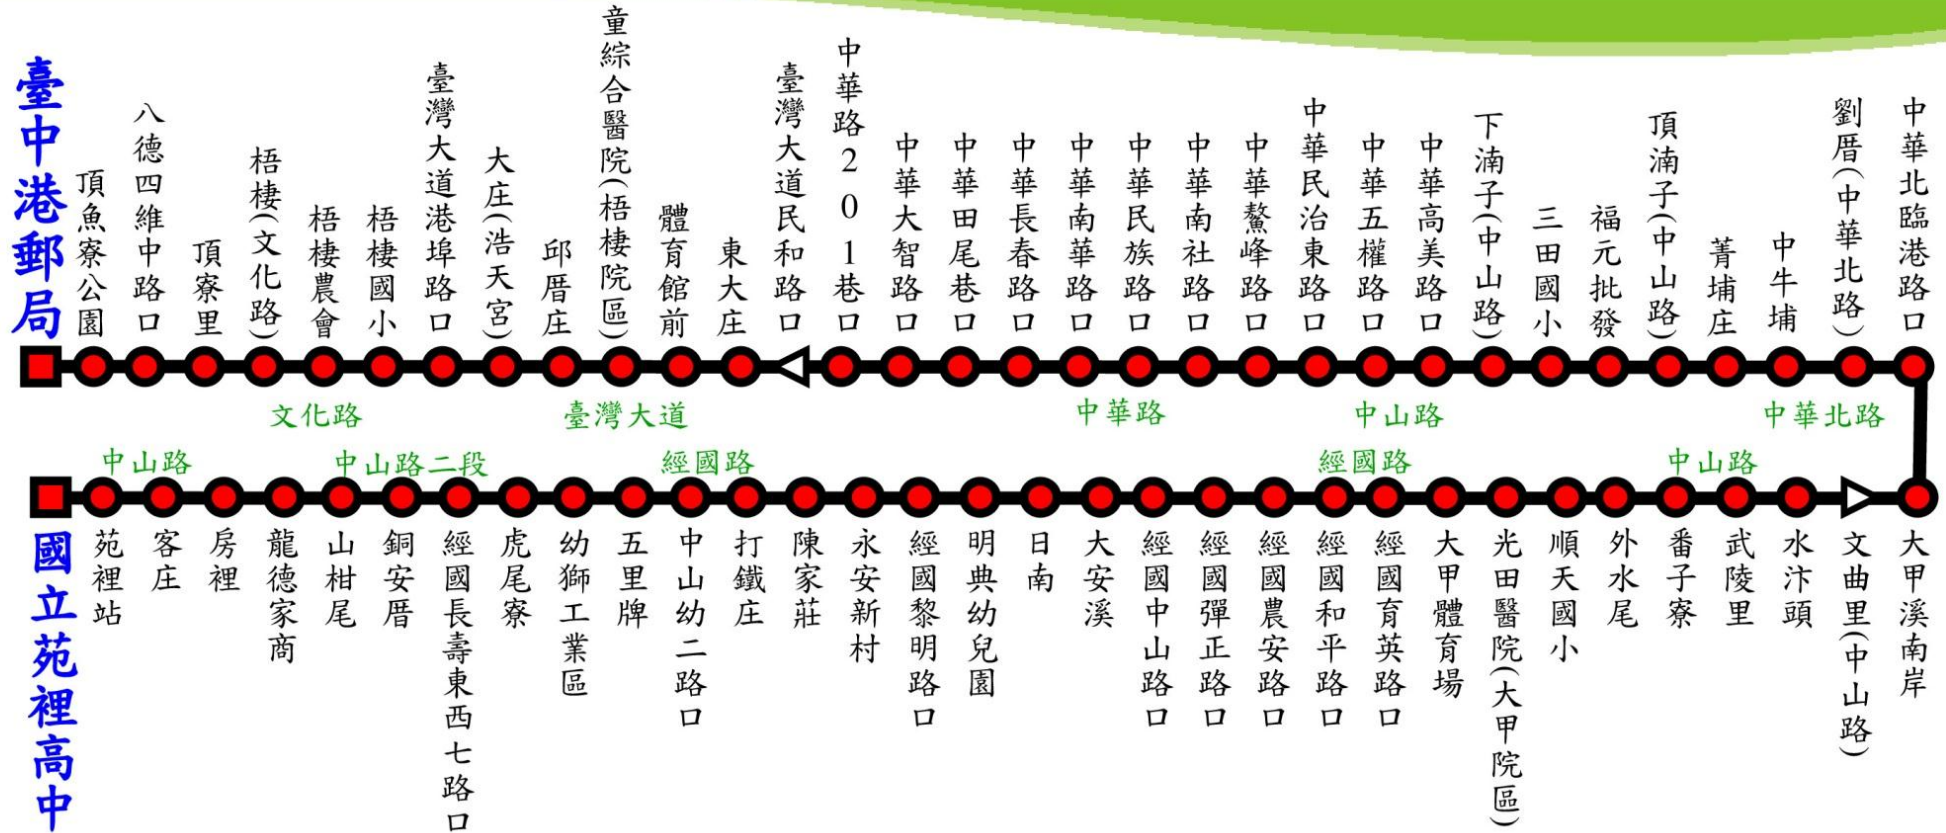 臺中港郵局
頂魚寮公園
八德四維中路口
頂寮里
梧棲(文化路)
梧棲農會
梧棲國小
臺灣大道港埠路口
大庄(浩天宮)
邱厝庄
童綜合醫院(梧棲院區)
體育館前
東大庄
臺灣大道民和路口
中華路201巷口
中華大智路口
中華田尾巷口
中華長春路口
中華南華路口
中華民族路口
中華南社路口
中華鰲峰路口
中華民治東路口
中華五權路口
中華高美路口
下湳子(中山路)
三田國小
福元批發
頂湳子(中山路)
菁埔庄
中牛埔
劉厝(中華北路)
中華北臨港路口
文化路
臺灣大道
中華路
中山路
中華北路
中山路
中山路二段
經國路
經國路
中山路
國立苑裡高中
苑裡站
客庄
房裡
龍德家商
山柑尾
銅安厝
經國長壽東西七路口
虎尾寮
幼獅工業區
五里牌
中山幼二路口
打鐵庄
陳家莊
永安新村
經國黎明路口
明典幼兒園
日南
大安溪
經國中山路口
經國彈正路口
經國農安路口
經國和平路口
經國育英路口
大甲體育場
光田醫院(大甲院區)
順天國小
外水尾
番子寮
武陵里
水汴頭
文曲里(中山路)
大甲溪南岸